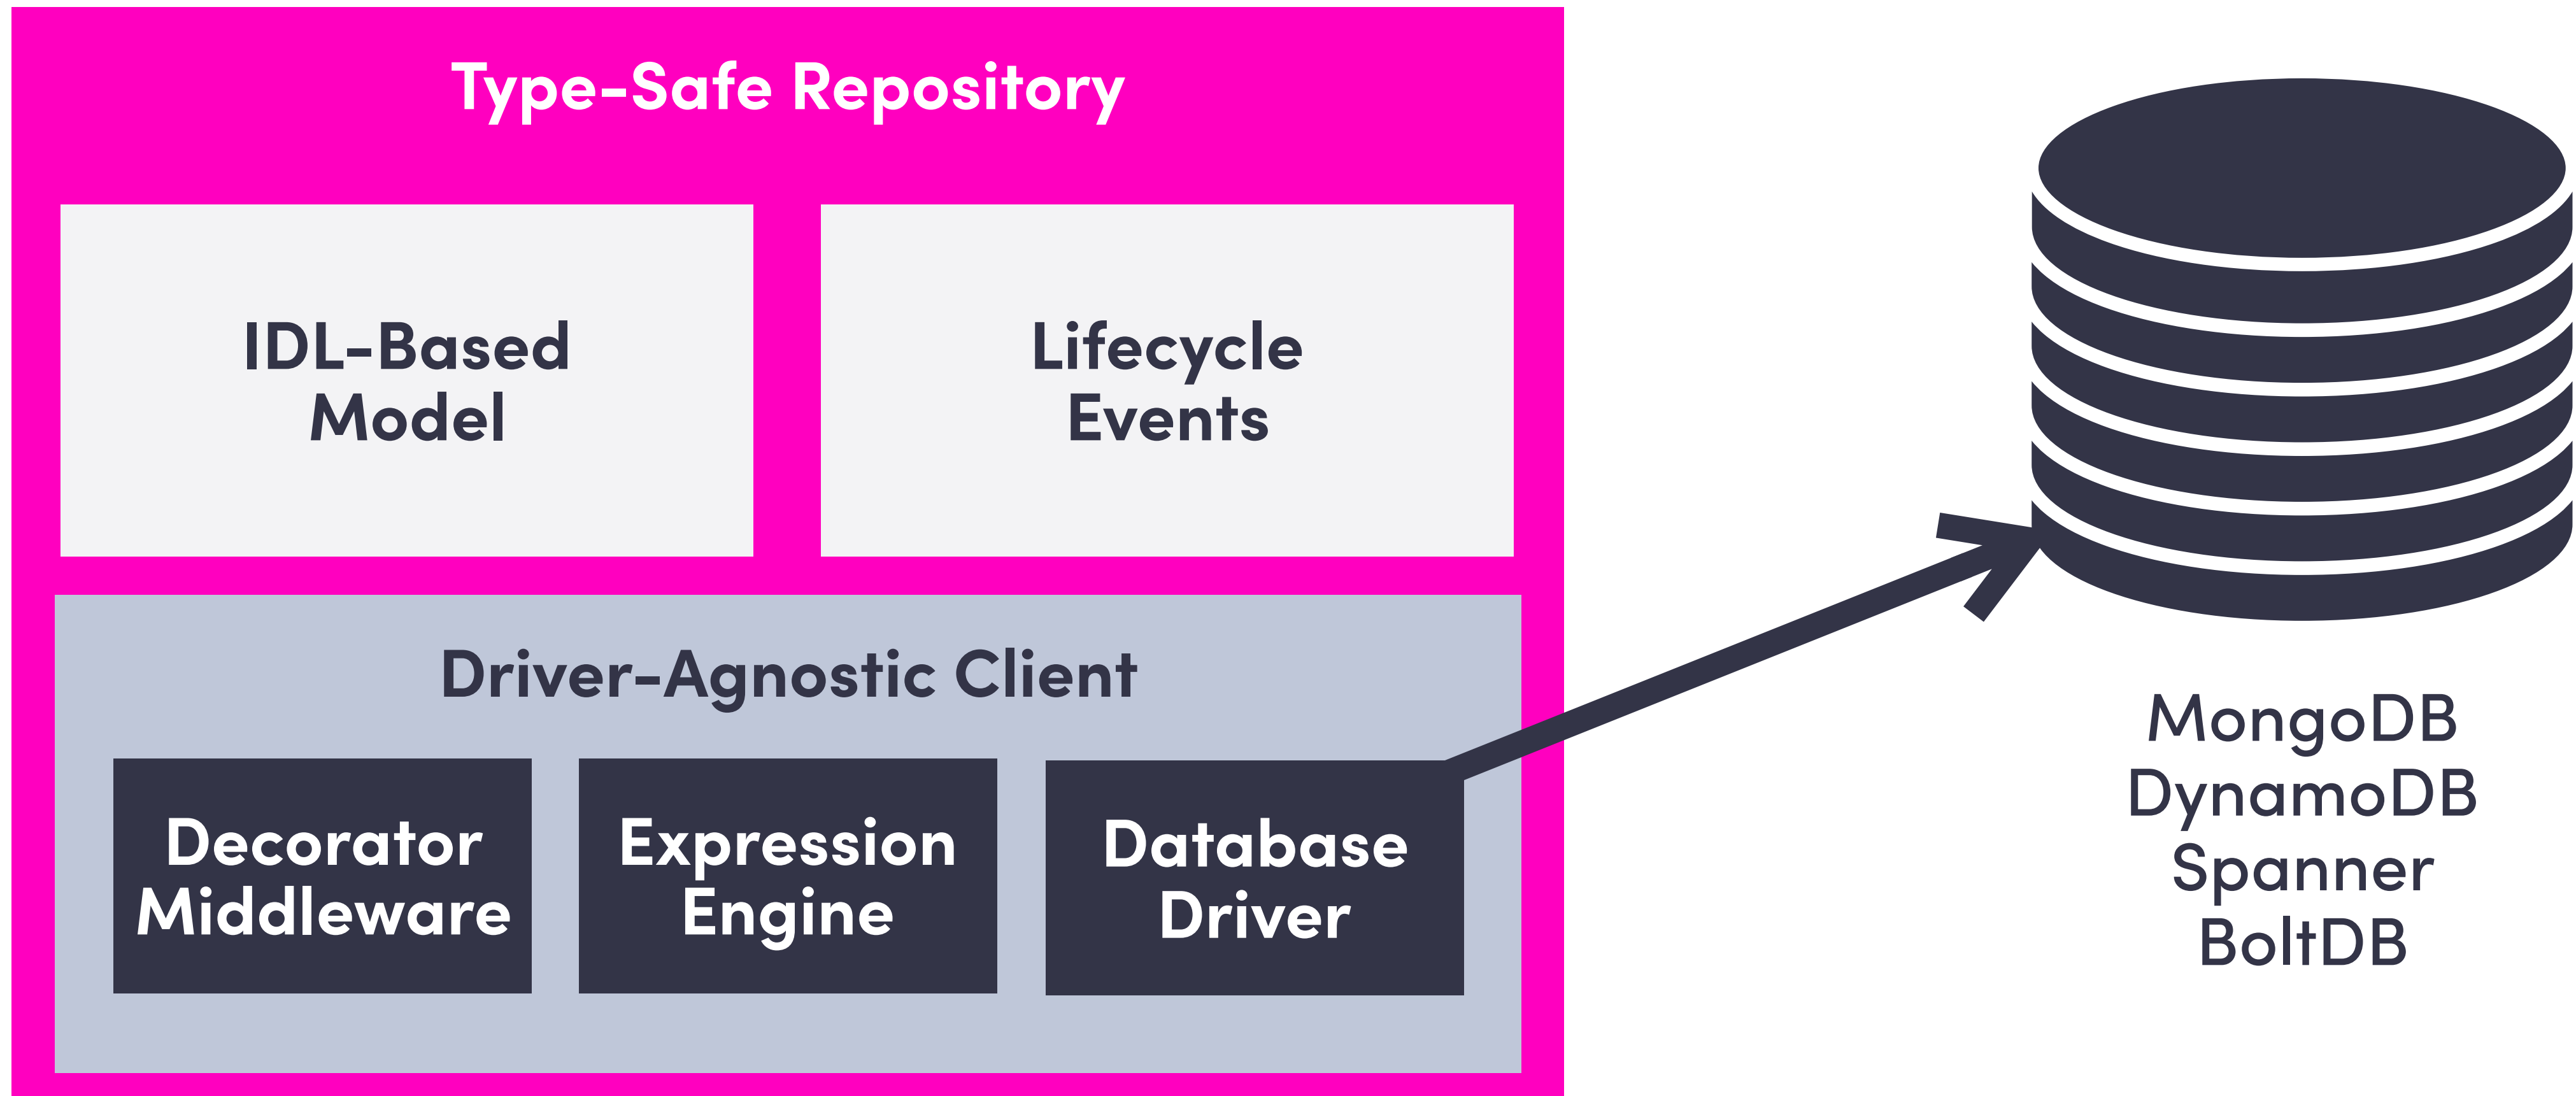 Type-Safe Repository
IDL-Based
Model
Lifecycle
Events
Driver-Agnostic Client
Decorator
Middleware
Expression
Engine
Database
Driver
MongoDB
DynamoDB
Spanner
BoltDB